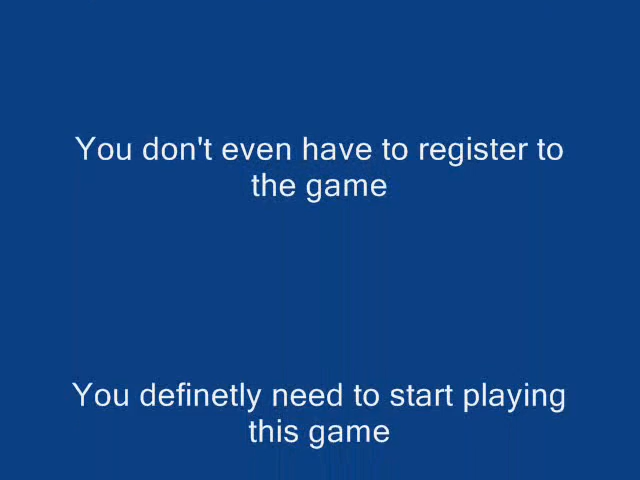 You don't even have to register to
the game
You definetly need to start playing
this game